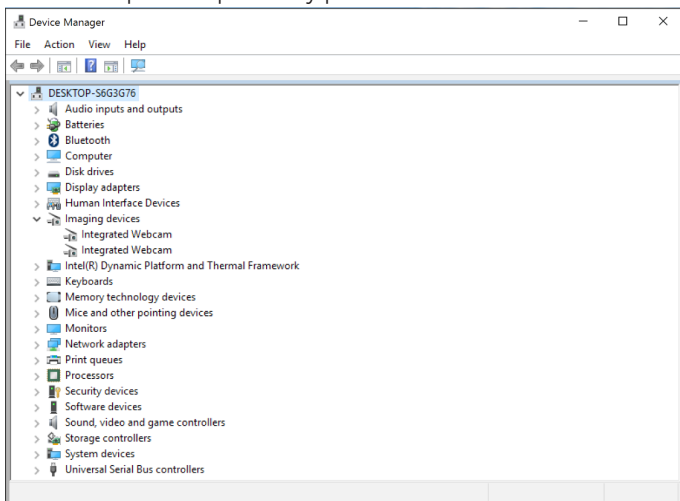 Device Manager
File Action View Help
DESKTOP-S6G3G76
Audio inputs and outputs
Batteries
Bluetooth
Computer
Disk drives
Display adapters
Human Interface Devices
Imaging devices
Integrated Webcam
Integrated Webcam
Intel(R) Dynamic Platform and Thermal Framework
Keyboards
Memory technology devices
Mice and other pointing devices
Monitors
Network adapters
Print queues
Processors
Security devices
Software devices
Sound, video and game controllers
Storage controllers
System devices
Universal Serial Bus controllers